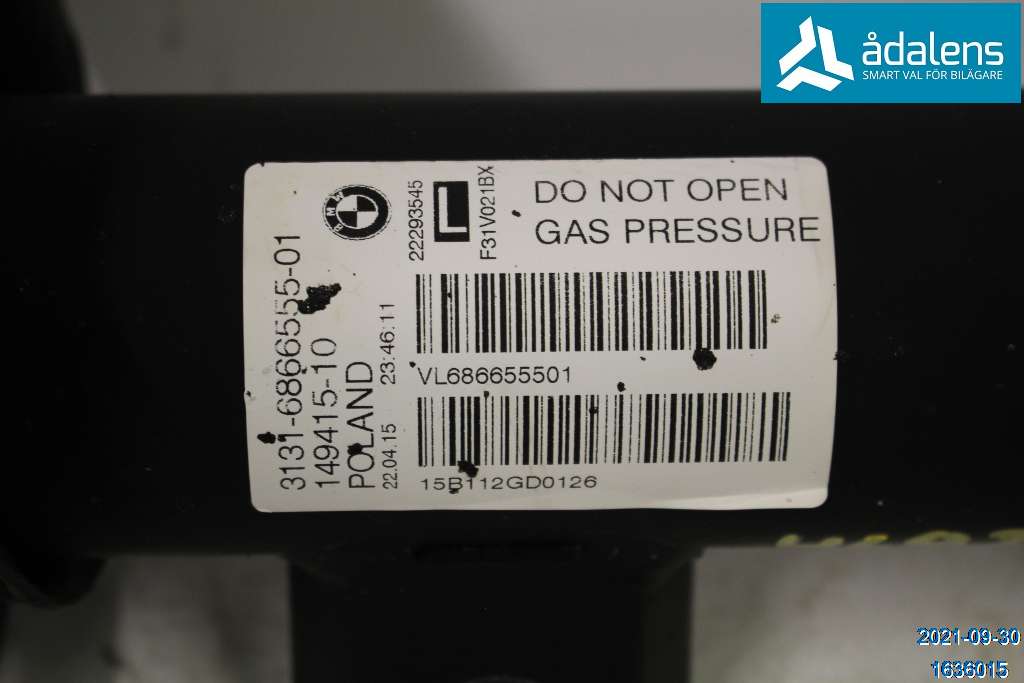 ådalens
SMART VAL FÖR BILÄGARE
BMW
3131-6866555-01
149415-10
POLAND
22.04.15 23:46:11
22293545
L
F31V021BX
DO NOT OPEN
GAS PRESSURE
VL686655501
15B112GD0126
2021-09-30
1636015